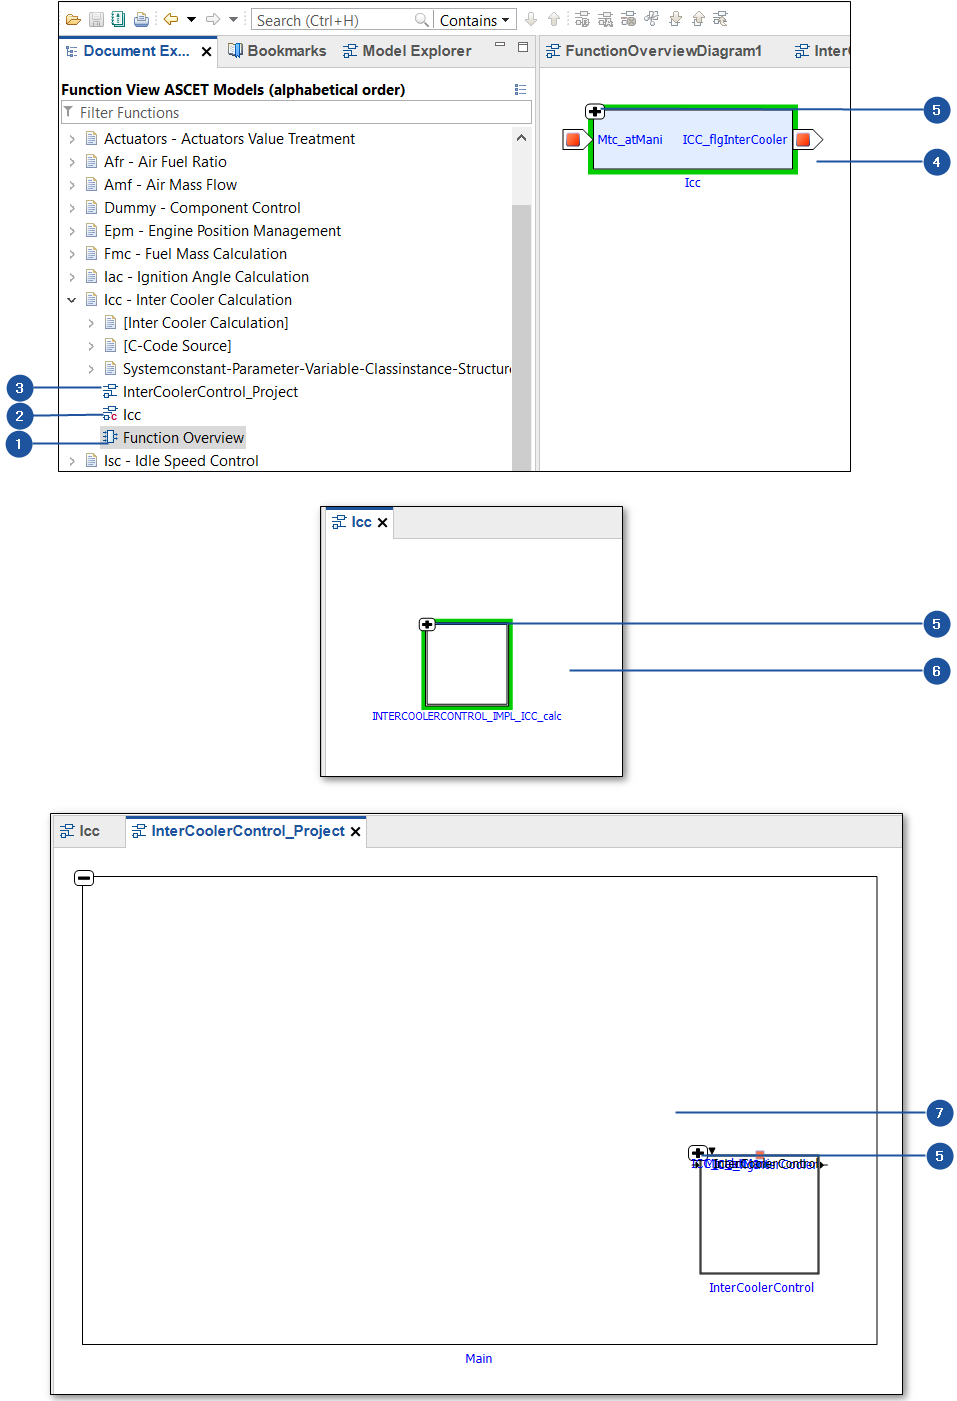 Search (Ctrl+H)
Contains
Document Ex...
Bookmarks
Model Explorer
FunctionOverviewDiagram1
Function View ASCET Models (alphabetical order)
Filter Functions
Actuators - Actuators Value Treatment
Afr - Air Fuel Ratio
Amf - Air Mass Flow
Dummy - Component Control
Epm - Engine Position Management
Fmc - Fuel Mass Calculation
Iac - Ignition Angle Calculation
Icc - Inter Cooler Calculation
[Inter Cooler Calculation]
[C-Code Source]
Systemconstant-Parameter-Variable-Classinstance-Structure
InterCoolerControl_Project
Icc
Function Overview
Isc - Idle Speed Control
3
2
1
Mtc_atMani ICC_flgInterCooler
Icc
5
4
Icc
INTERCOOLERCONTROL_IMPL_ICC_calc
5
6
Icc
InterCoolerControl_Project
7
5
InterCoolerControl
Main